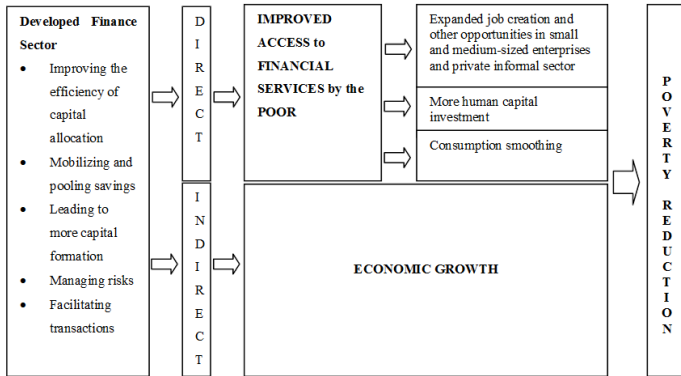 Developed Finance
Sector
• Improving the
efficiency of
capital
allocation
• Mobilizing and
pooling savings
• Leading to
more capital
formation
• Managing risks
• Facilitating
transactions
D
I
R
E
C
T
I
N
D
I
R
E
C
T
IMPROVED
ACCESS to
FINANCIAL
SERVICES by the
POOR
Expanded job creation and
other opportunities in small
and medium-sized enterprises
and private informal sector
More human capital
investment
Consumption smoothing
ECONOMIC GROWTH
P
O
V
E
R
T
Y
R
E
D
U
C
T
I
O
N